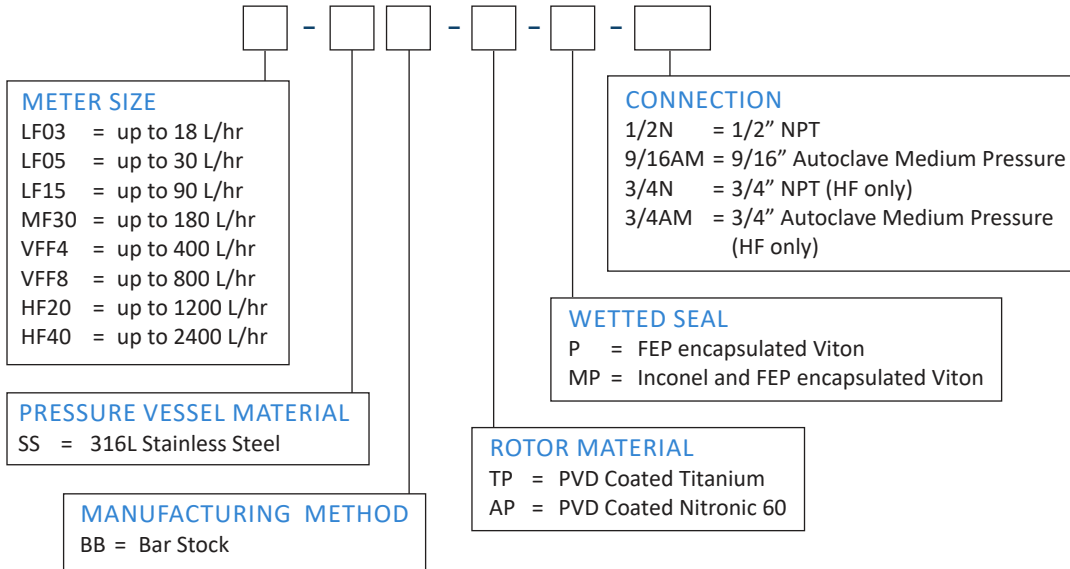 – – – –
METER SIZE
LF03 = up to 18 L/hr
LF05 = up to 30 L/hr
LF15 = up to 90 L/hr
MF30 = up to 180 L/hr
VFF4 = up to 400 L/hr
VFF8 = up to 800 L/hr
HF20 = up to 1200 L/hr
HF40 = up to 2400 L/hr
PRESSURE VESSEL MATERIAL
SS = 316L Stainless Steel
MANUFACTURING METHOD
BB = Bar Stock
ROTOR MATERIAL
TP = PVD Coated Titanium
AP = PVD Coated Nitronic 60
WETTED SEAL
P = FEP encapsulated Viton
MP = Inconel and FEP encapsulated Viton
CONNECTION
1/2N = 1/2” NPT
9/16AM = 9/16” Autoclave Medium Pressure
3/4N = 3/4” NPT (HF only)
3/4AM = 3/4” Autoclave Medium Pressure
(HF only)